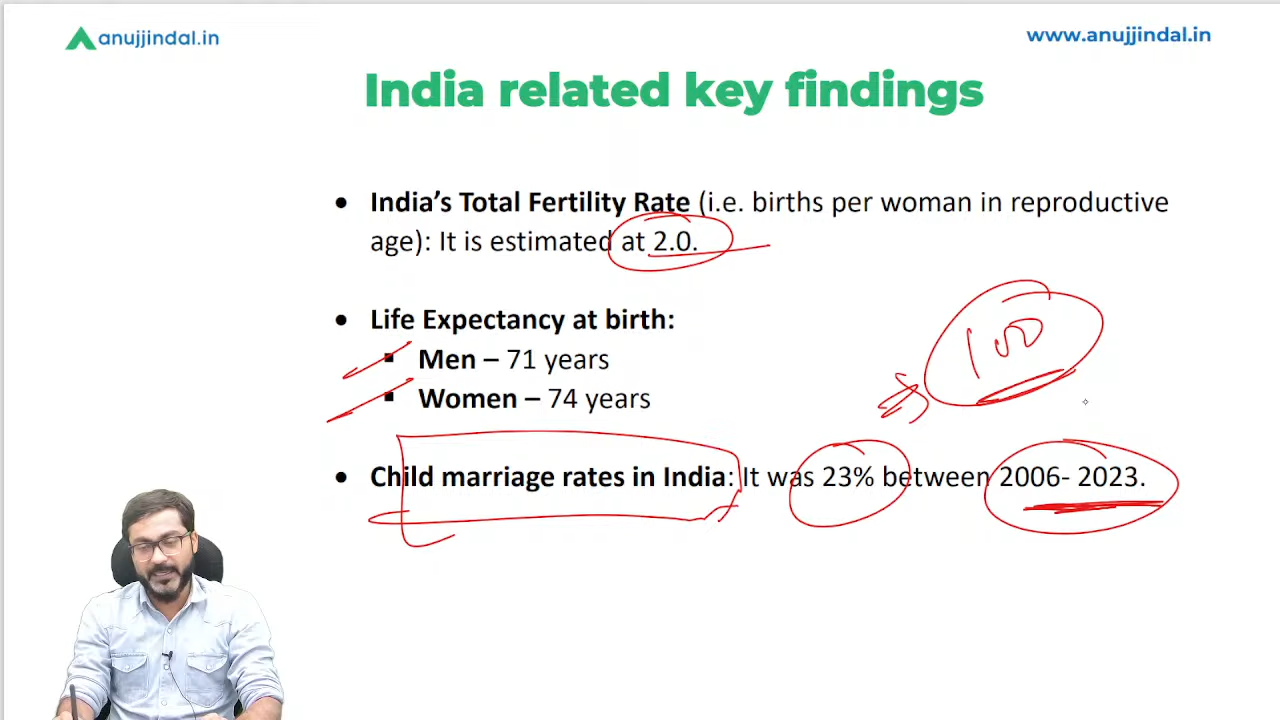 anujjindal.in
www.anujjindal.in
India related key findings
• India’s Total Fertility Rate (i.e. births per woman in reproductive
age): It is estimated at 2.0.
• Life Expectancy at birth:
▪ Men – 71 years
▪ Women – 74 years
100
• Child marriage rates in India: It was 23% between 2006- 2023.